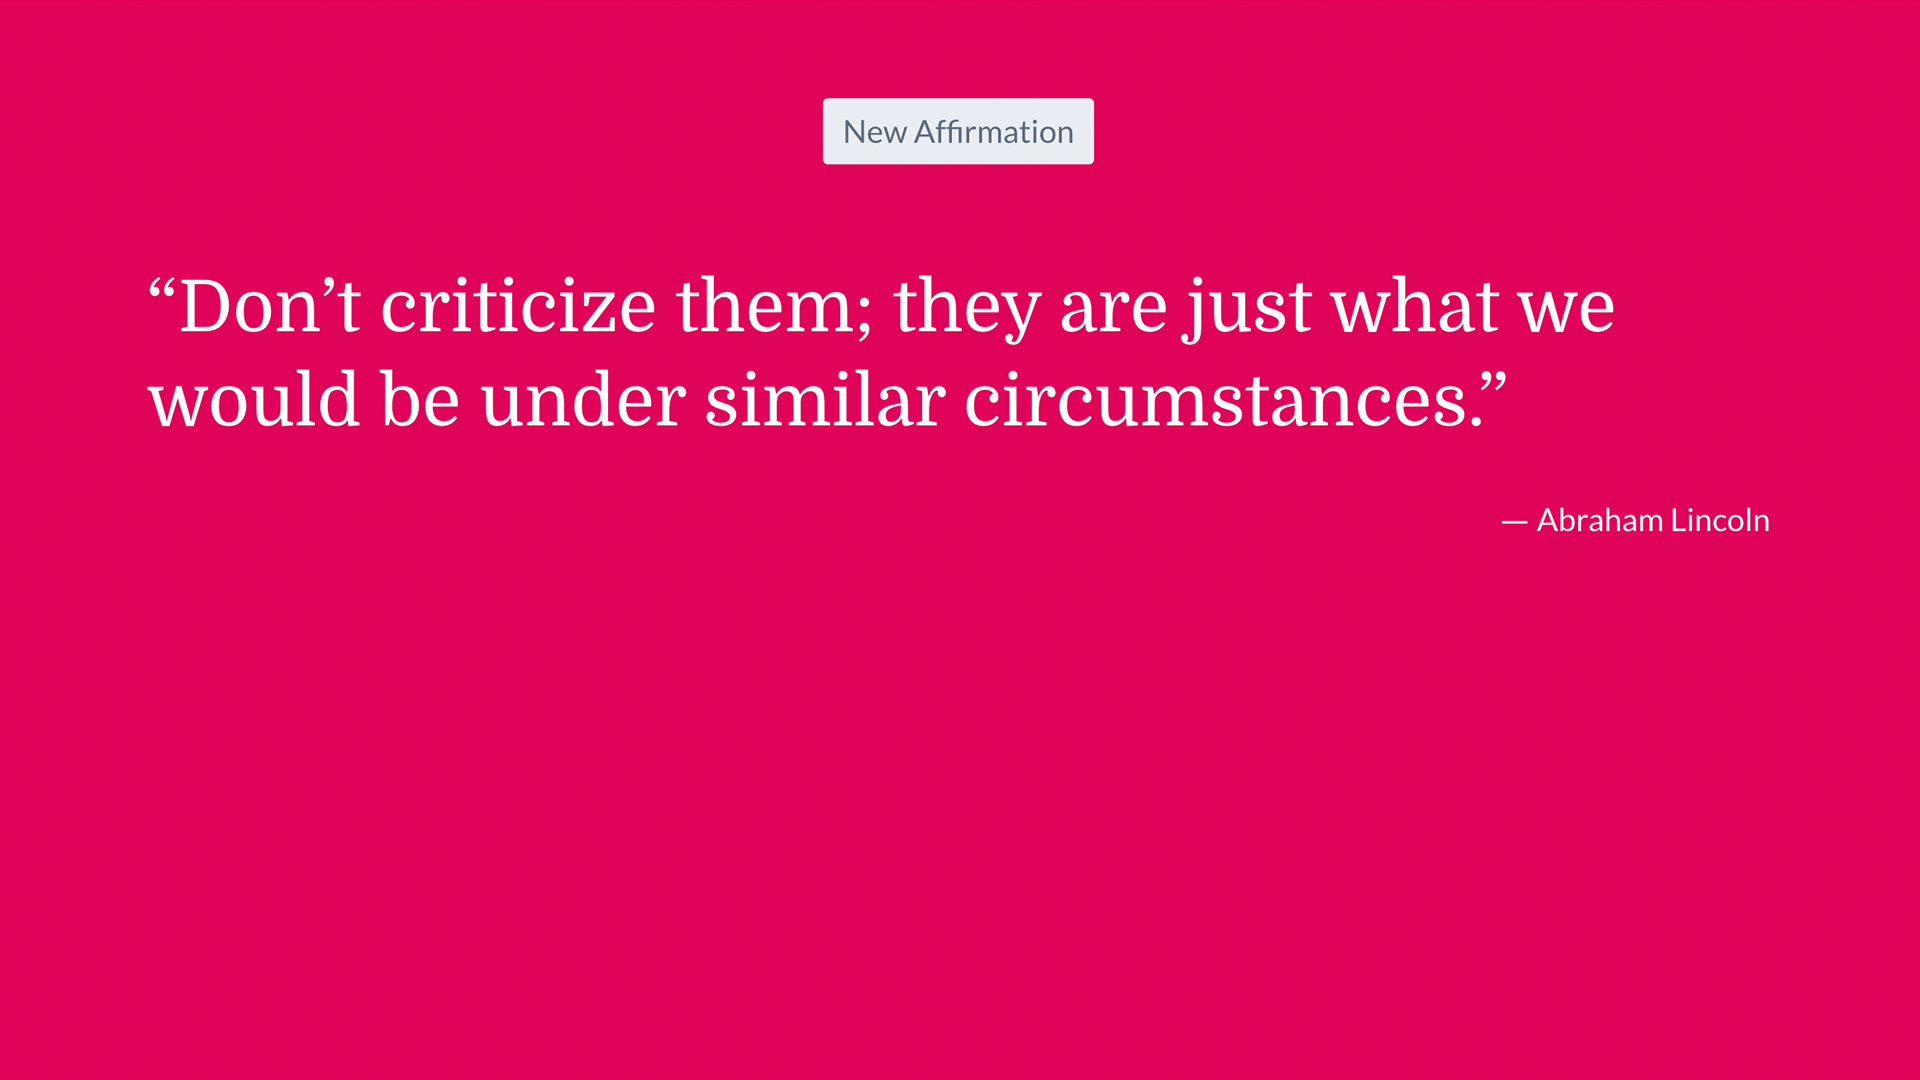 New Affirmation
“Don’t criticize them; they are just what we
would be under similar circumstances.”
— Abraham Lincoln